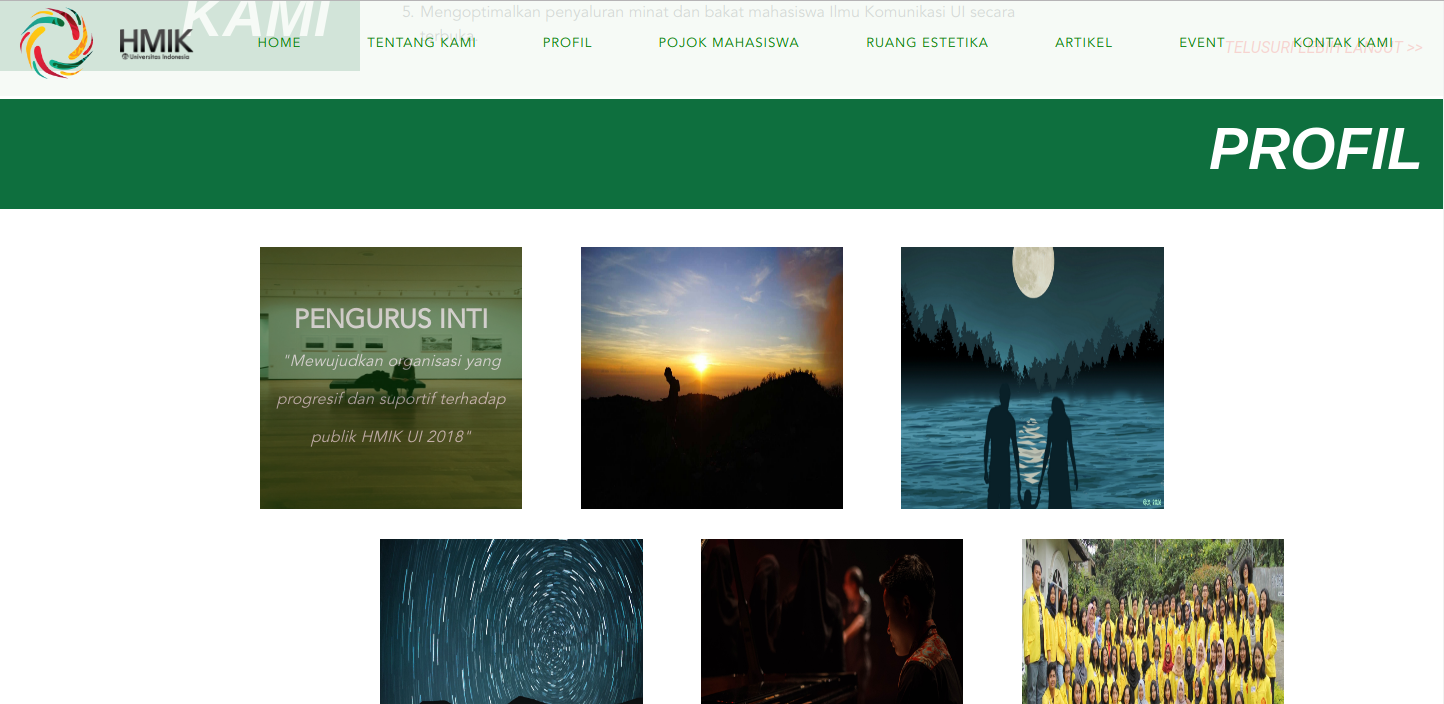 KAMI
5. Mengoptimalkan penyaluran minat dan bakat mahasiswa Ilmu Komunikasi UI secara
terbuka.
HMIK
Universitas Indonesia
HOME
TENTANG KAMI
PROFIL
POJOK MAHASISWA
RUANG ESTETIKA
ARTIKEL
EVENT
KONTAK KAMI
TELUSURI LEBIH LANJUT >>
PROFIL
PENGURUS INTI
"Mewujudkan organisasi yang
progresif dan suportif terhadap
publik HMIK UI 2018"